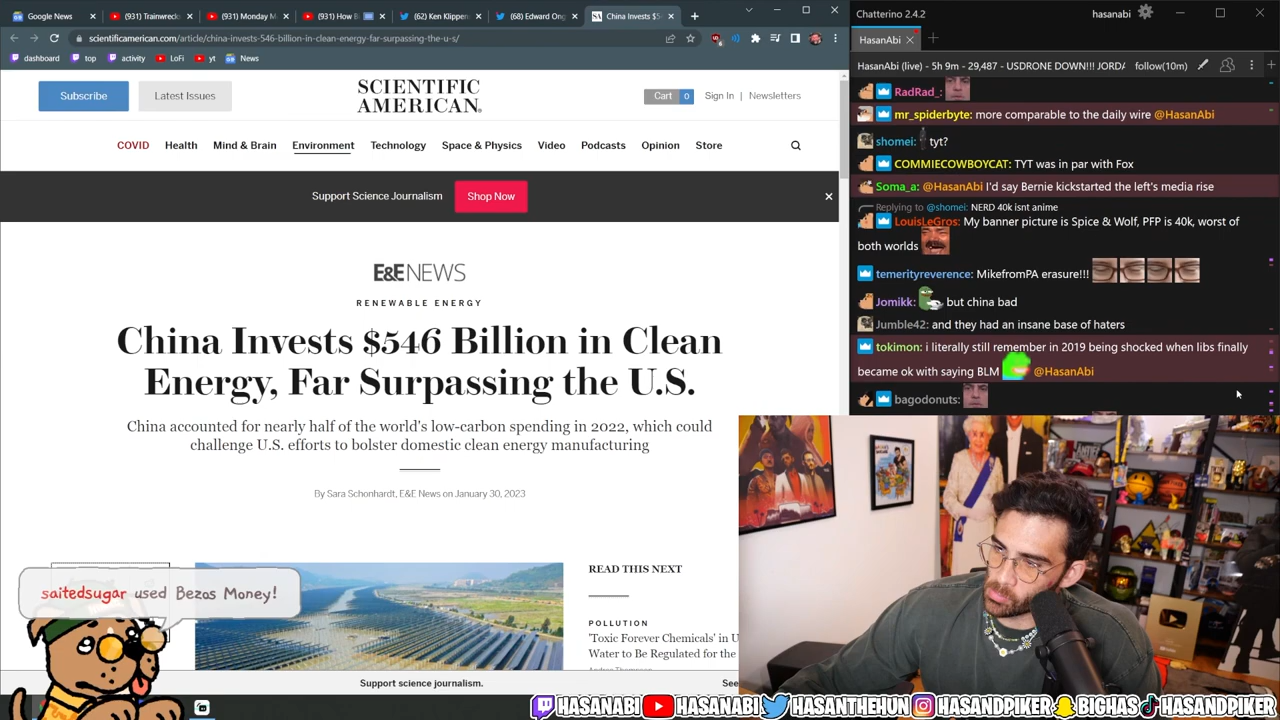 Google News
(931) Trainwreck
(931) Monday M
(931) How B
(62) Ken Klippen
(68) Edward Ong
China Invests $5
scientificamerican.com/article/china-invests-546-billion-in-clean-energy-far-surpassing-the-u-s/
dashboard
top
activity
LoFi
yt
News
Subscribe
Latest Issues
SCIENTIFIC
AMERICAN
Cart 0
Sign In | Newsletters
COVID
Health
Mind & Brain
Environment
Technology
Space & Physics
Video
Podcasts
Opinion
Store
Support Science Journalism
Shop Now
E&E NEWS
RENEWABLE ENERGY
China Invests $546 Billion in Clean
Energy, Far Surpassing the U.S.
China accounted for nearly half of the world's low-carbon spending in 2022, which could
challenge U.S. efforts to bolster domestic clean energy manufacturing
By Sara Schonhardt, E&E News on January 30, 2023
READ THIS NEXT
POLLUTION
'Toxic Forever Chemicals' in U
Water to Be Regulated for the
Support science journalism.
See
saitedsugar used Bezos Money!
Chatterino 2.4.2
hasanabi
HasanAbi
HasanAbi (live) - 5h 9m - 29,487 - USDRONE DOWN!!! JORDA
follow(10m)
RadRad_:
mr_spiderbyte: more comparable to the daily wire @HasanAbi
shomei: tyt?
COMMIECOWBOYCAT: TYT was in par with Fox
Soma_a: @HasanAbi I'd say Bernie kickstarted the left's media rise
Replying to @shomei: NERD 40k isnt anime
LouisLeGros: My banner picture is Spice & Wolf, PFP is 40k, worst of
both worlds
temerityreverence: MikefromPA erasure!!!
Jomikk: but china bad
Jumble42: and they had an insane base of haters
tokimon: i literally still remember in 2019 being shocked when libs finally
became ok with saying BLM @HasanAbi
bagodonuts:
HASANABI
HASANABI
HASANTHEHUN
HASANDPIKER
BIGHAS
HASANDPIKER